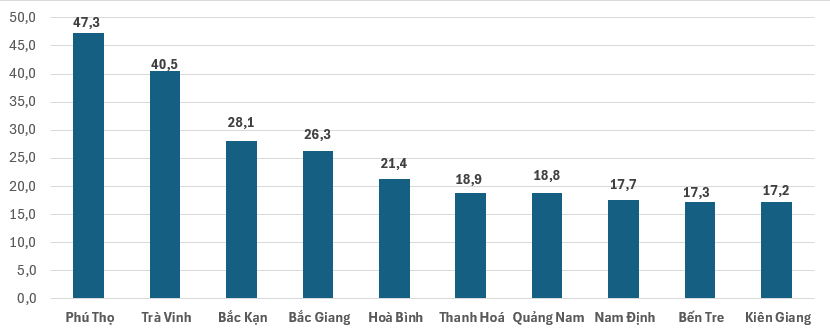 50,0
45,0
40,0
35,0
30,0
25,0
20,0
15,0
10,0
5,0
0,0
47,3
40,5
28,1
26,3
21,4
18,9
18,8
17,7
17,3
17,2
Phú Thọ
Trà Vinh
Bắc Kạn
Bắc Giang
Hoà Bình
Thanh Hoá
Quảng Nam
Nam Định
Bến Tre
Kiên Giang